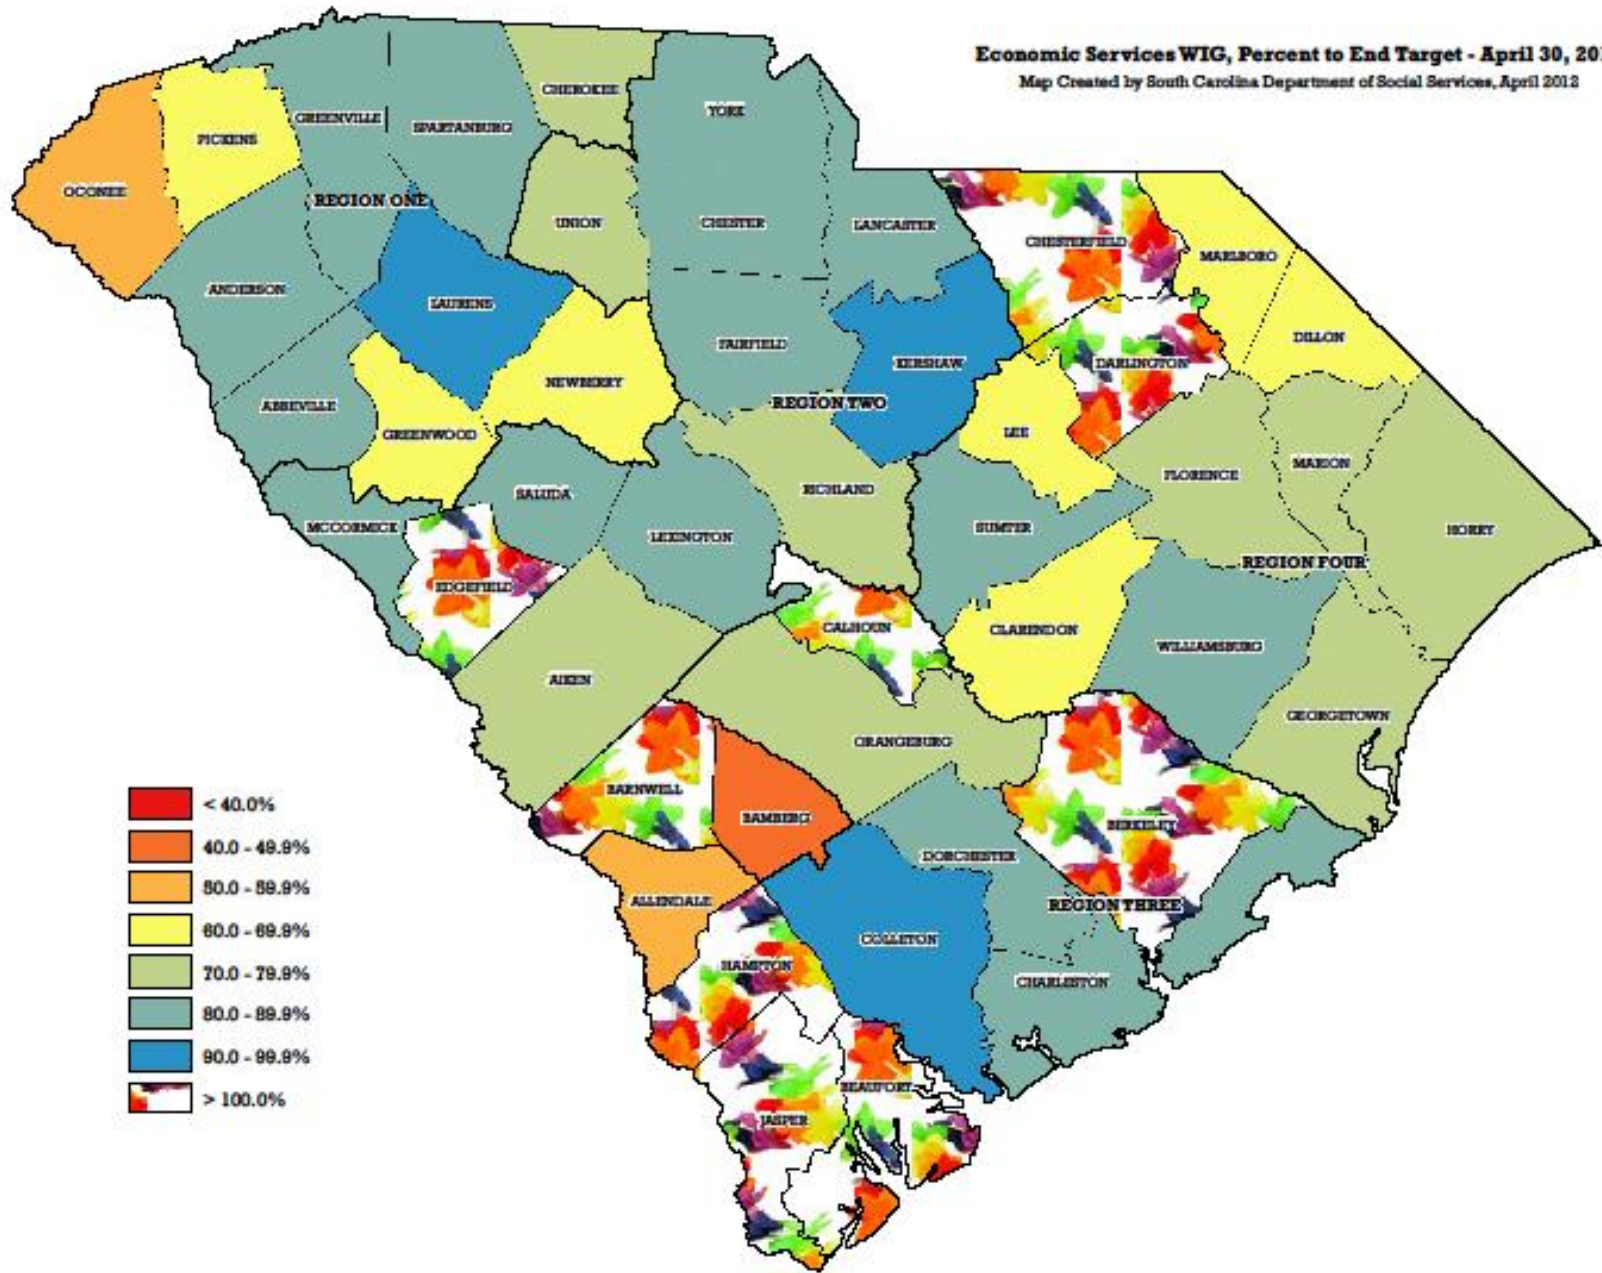 Economic Services WIG, Percent to End Target - April 30, 201
Map Created by South Carolina Department of Social Services, April 2012
CHEROKEE
YORK
GREENVILLE
SPARTANBURG
PICKENS
OCONEE
REGION ONE
UNION
CHESTER
LANCASTER
CHESTERFIELD
MARLBORO
ANDERSON
LAURENS
DILLON
FAIRFIELD
KERSHAW
DARLINGTON
NEWBERRY
ABBEVILLE
REGION TWO
GREENWOOD
LEE
MARION
FLORENCE
RICHLAND
SALUDA
MCCORMICK
SUMTER
HORRY
LEXINGTON
REGION FOUR
EDGEFIELD
CALHOUN
CLARENDON
WILLIAMSBURG
AIKEN
GEORGETOWN
ORANGEBURG
BARNWELL
BAMBERG
BERKELEY
DORCHESTER
ALLENDALE
REGION THREE
COLLETON
HAMPTON
CHARLESTON
BEAUFORT
JASPER
< 40.0%
40.0 - 49.9%
50.0 - 59.9%
60.0 - 69.9%
70.0 - 79.9%
80.0 - 89.9%
90.0 - 99.9%
> 100.0%